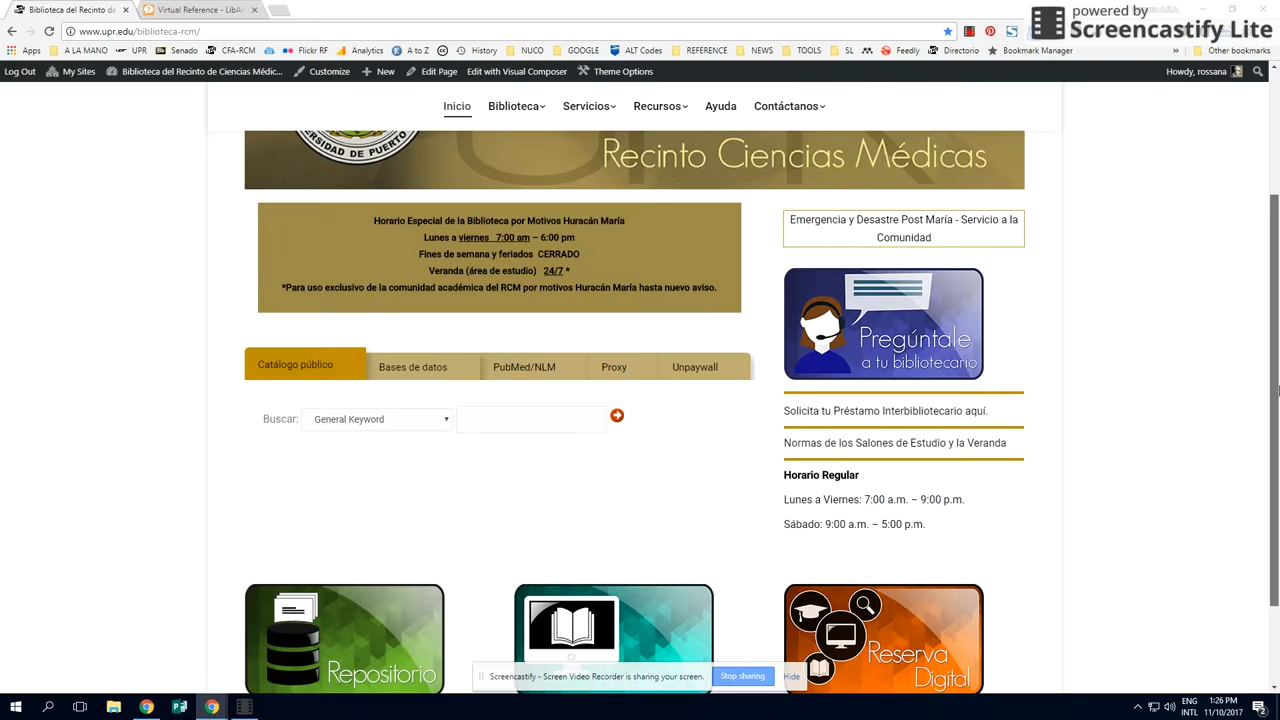 powered by
Screencastify Lite
Biblioteca del Recinto de
Virtual Reference - LibA
www.upr.edu/biblioteca-rcm/
Apps A LA MANO UPR Senado CFA-RCM Flickr RC Analytics A to Z History NUCO GOOGLE ALT Codes REFERENCE NEWS TOOLS SL Feedly Directorio Bookmark Manager » Other bookmarks
Log Out My Sites Biblioteca del Recinto de Ciencias Médic... Customize New Edit Page Edit with Visual Composer Theme Options Howdy, rossana
Inicio Biblioteca Servicios Recursos Ayuda Contáctanos
ERSIDAD DE PUERTO
Recinto Ciencias Médicas
Horario Especial de la Biblioteca por Motivos Huracán María
Lunes a viernes 7:00 am – 6:00 pm
Fines de semana y feriados CERRADO
Veranda (área de estudio) 24/7 *
*Para uso exclusivo de la comunidad académica del RCM por motivos Huracán María hasta nuevo aviso.
Emergencia y Desastre Post María - Servicio a la
Comunidad
Pregúntale
a tu bibliotecario
Catálogo público Bases de datos PubMed/NLM Proxy Unpaywall
Buscar: General Keyword
Solicita tu Préstamo Interbibliotecario aquí.
Normas de los Salones de Estudio y la Veranda
Horario Regular
Lunes a Viernes: 7:00 a.m. – 9:00 p.m.
Sábado: 9:00 a.m. – 5:00 p.m.
Repositorio
Reserva
Digital
Screencastify - Screen Video Recorder is sharing your screen. Stop sharing Hide
ENG
INTL
1:26 PM
11/10/2017
2